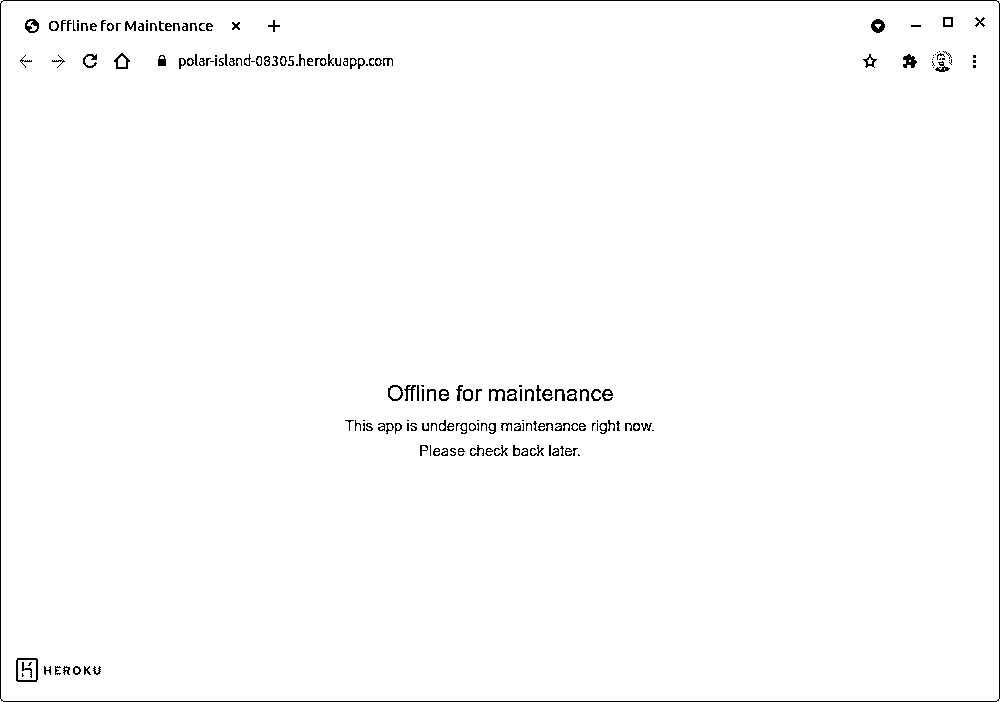 Offline for Maintenance
polar-island-08305.herokuapp.com
Offline for maintenance
This app is undergoing maintenance right now.
Please check back later.
HEROKU